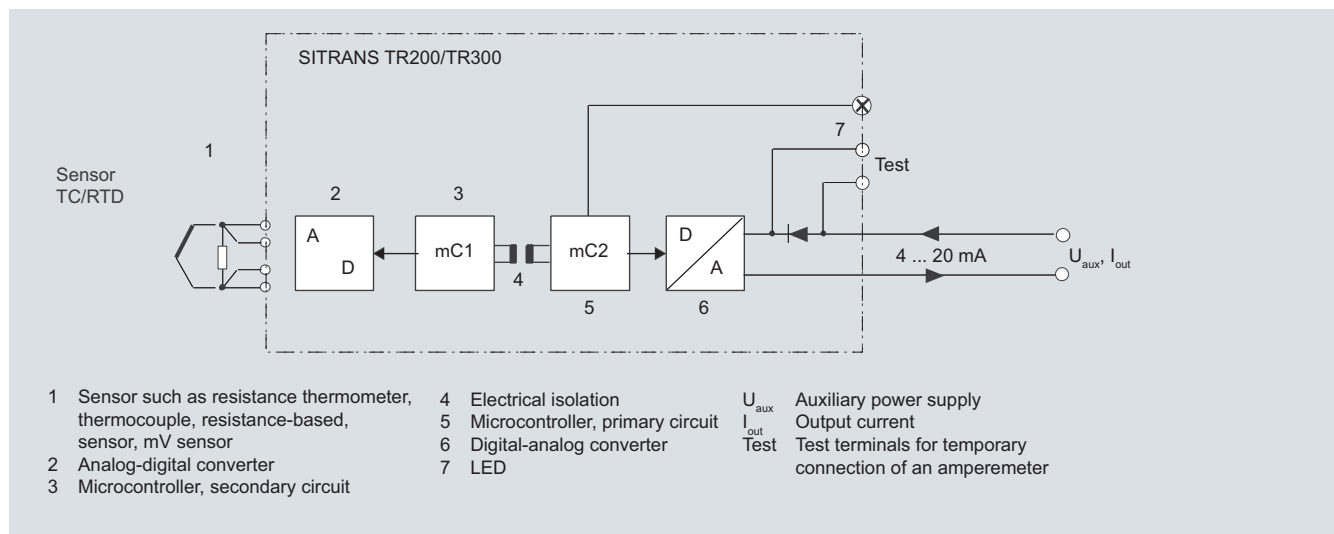 SITRANS TR200/TR300
1
7
Sensor
TC/RTD
Test
2
3
A
D
mC1
mC2
D
A
4 ... 20 mA
Uaux, Iout
4
5
6
1 Sensor such as resistance thermometer,
thermocouple, resistance-based,
sensor, mV sensor
2 Analog-digital converter
3 Microcontroller, secondary circuit
4 Electrical isolation
5 Microcontroller, primary circuit
6 Digital-analog converter
7 LED
Uaux Auxiliary power supply
Iout Output current
Test Test terminals for temporary
connection of an amperemeter